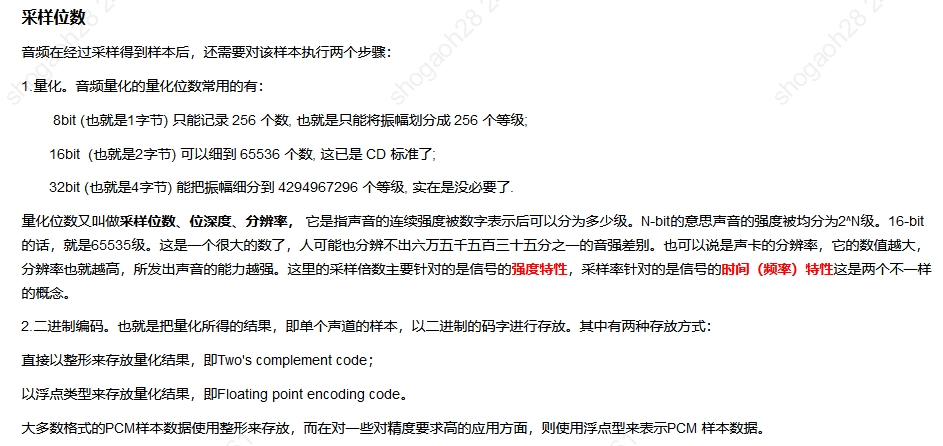 采样位数
音频在经过采样得到样本后，还需要对该样本执行两个步骤：
1.量化。音频量化的量化位数常用的有：
8bit (也就是1字节) 只能记录 256 个数, 也就是只能将振幅划分成 256 个等级;
16bit (也就是2字节) 可以细到 65536 个数, 这已是 CD 标准了;
32bit (也就是4字节) 能把振幅细分到 4294967296 个等级, 实在是没必要了.
量化位数又叫做采样位数、位深度、分辨率， 它是指声音的连续强度被数字表示后可以分为多少级。N-bit的意思声音的强度被均分为2^N级。16-bit
的话，就是65535级。这是一个很大的数了，人可能也分辨不出六万五千五百三十五分之一的音强差别。也可以说是声卡的分辨率，它的数值越大，
分辨率也就越高，所发出声音的能力越强。这里的采样倍数主要针对的是信号的强度特性，采样率针对的是信号的时间（频率）特性这是两个不一样
的概念。
2.二进制编码。也就是把量化所得的结果，即单个声道的样本，以二进制的码字进行存放。其中有两种存放方式：
直接以整形来存放量化结果，即Two's complement code；
以浮点类型来存放量化结果，即Floating point encoding code。
大多数格式的PCM样本数据使用整形来存放，而在对一些对精度要求高的应用方面，则使用浮点型来表示PCM 样本数据。
shogaoh28
shogaoh28
shogaoh28